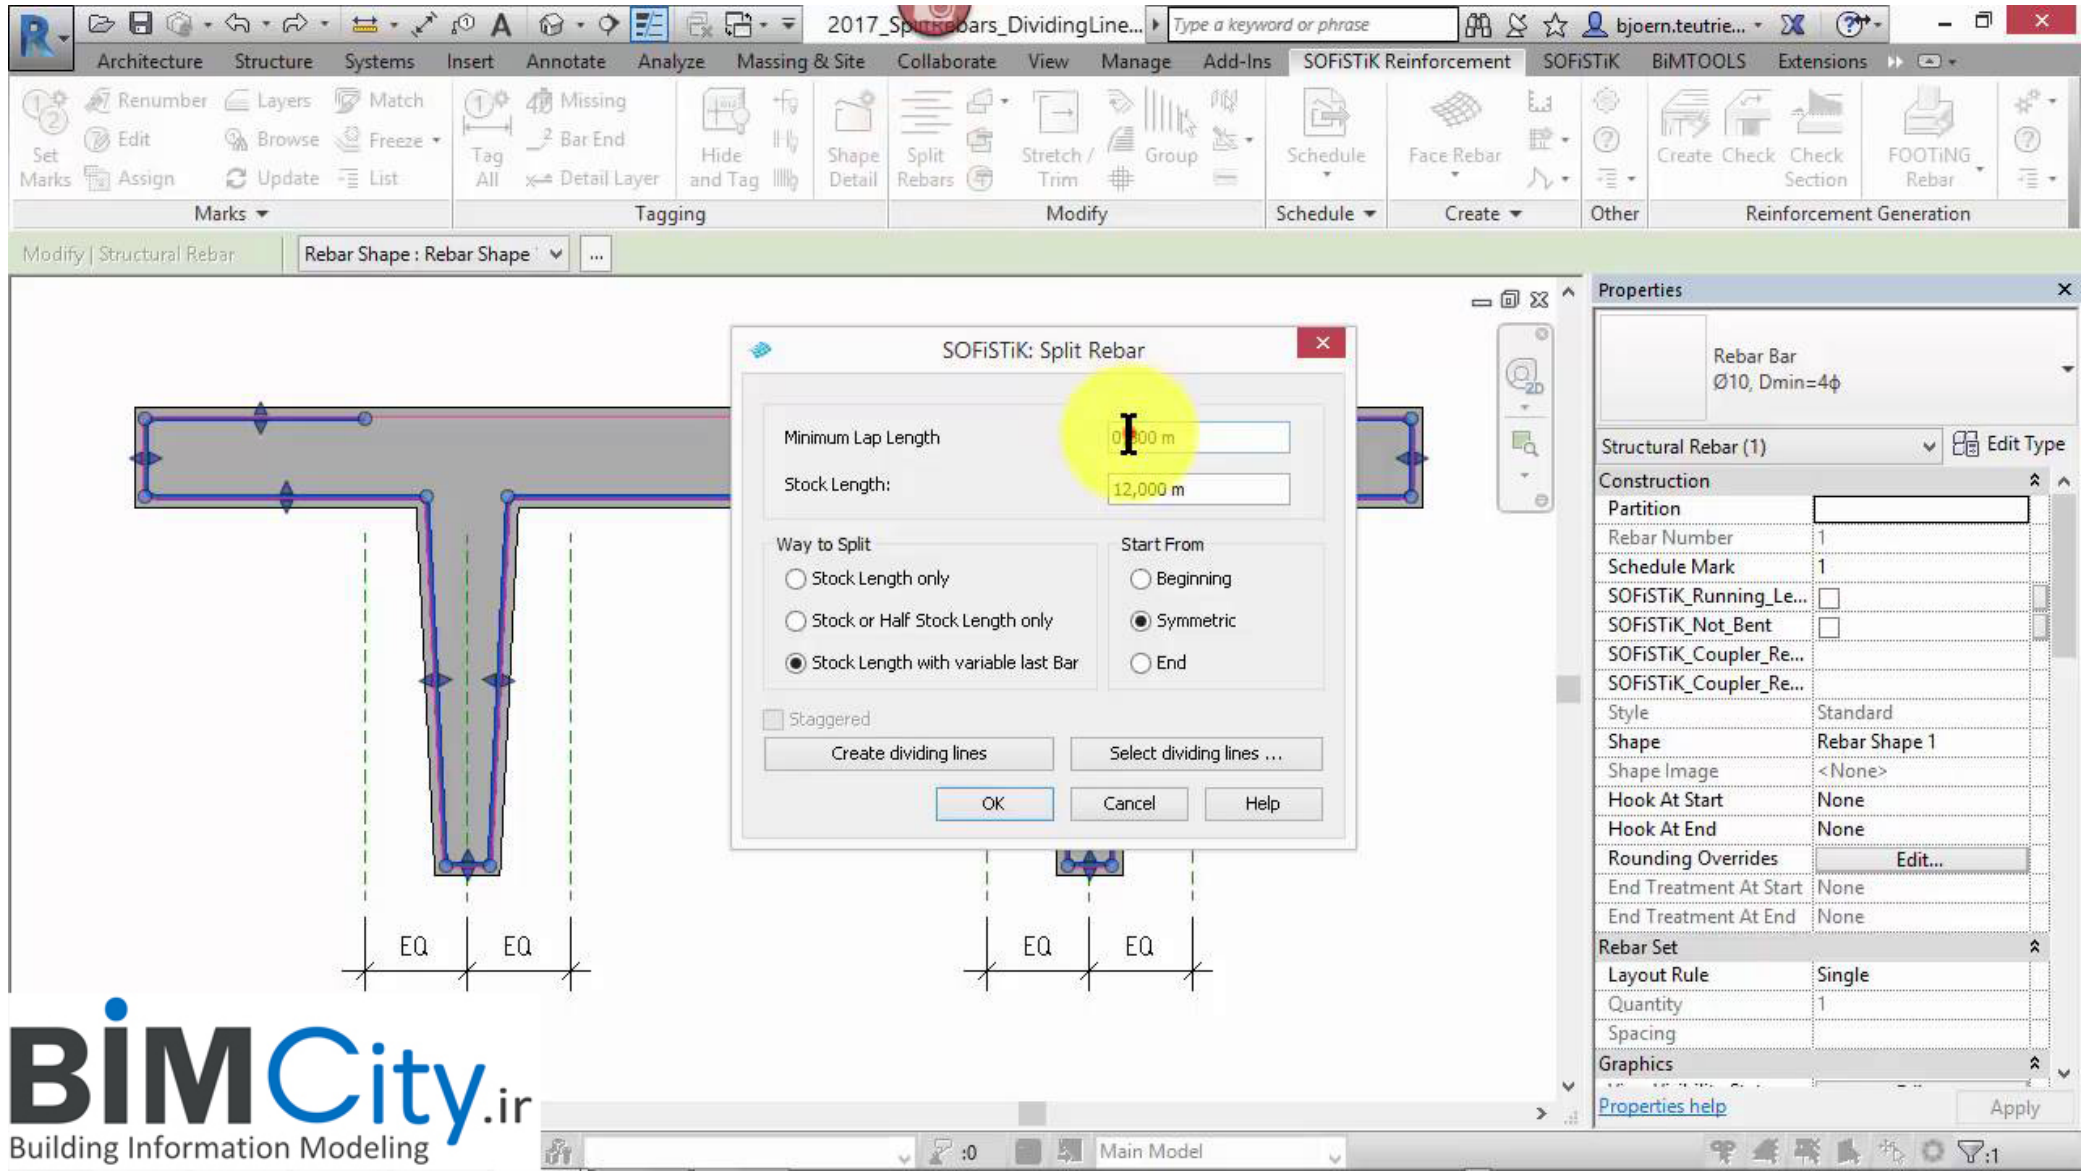 2017_SplitRebars_DividingLine...
Type a keyword or phrase
bjoern.teutrie...
Architecture Structure Systems Insert Annotate Analyze Massing & Site Collaborate View Manage Add-Ins SOFiSTiK Reinforcement SOFiSTiK BiMTOOLS Extensions
Set Marks
Renumber
Edit
Assign
Layers
Browse
Update
Match
Freeze
List
Tag All
Missing
Bar End
Detail Layer
Hide and Tag
Shape Detail
Split Rebars
Stretch / Trim
Group
Schedule
Face Rebar
Create
Check
Check Section
FOOTiNG Rebar
Marks
Tagging
Modify
Schedule
Create
Other
Reinforcement Generation
Modify | Structural Rebar
Rebar Shape : Rebar Shape
...
SOFiSTiK: Split Rebar
Minimum Lap Length
Stock Length:
12,000 m
Way to Split
Stock Length only
Stock or Half Stock Length only
Stock Length with variable last Bar
Start From
Beginning
Symmetric
End
Staggered
Create dividing lines
Select dividing lines ...
OK
Cancel
Help
EQ EQ EQ EQ
2D
Properties
Rebar Bar
Ø10, Dmin=4ϕ
Structural Rebar (1)
Edit Type
Construction
Partition
Rebar Number 1
Schedule Mark 1
SOFiSTiK_Running_Le...
SOFiSTiK_Not_Bent
SOFiSTiK_Coupler_Re...
SOFiSTiK_Coupler_Re...
Style Standard
Shape Rebar Shape 1
Shape Image <None>
Hook At Start None
Hook At End None
Rounding Overrides Edit...
End Treatment At Start None
End Treatment At End None
Rebar Set
Layout Rule Single
Quantity 1
Spacing
Graphics
Properties help
Apply
BiMCity.ir
Building Information Modeling
:0
Main Model
:1